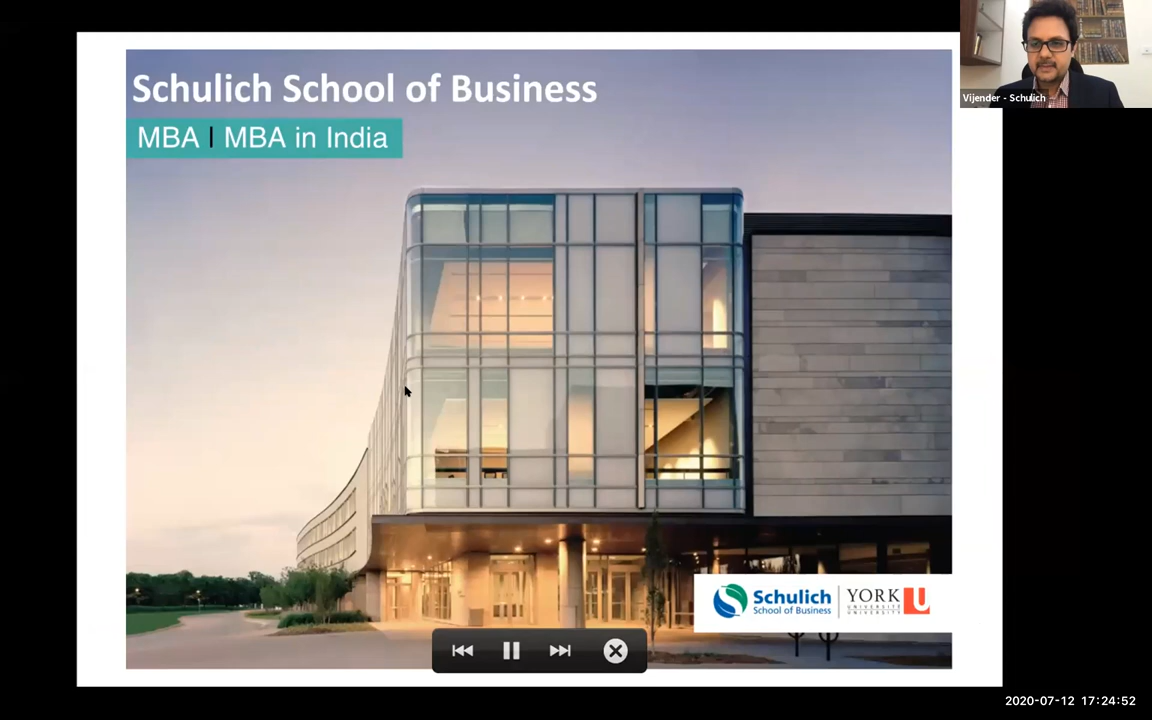 Schulich School of Business
MBA | MBA in India
Vijender - Schulich
Schulich
School of Business
YORK U
UNIVERSITÉ
UNIVERSITY
2020-07-12 17:24:52